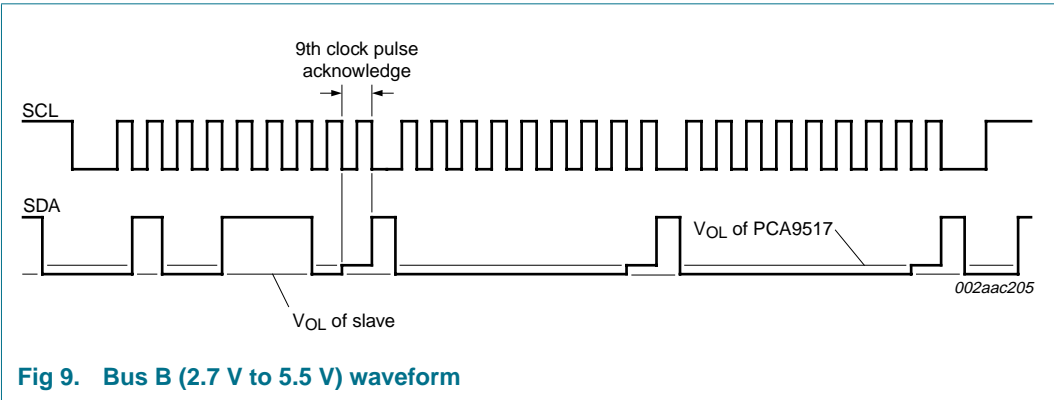 9th clock pulse
acknowledge
SCL
SDA
VOL of PCA9517
002aac205
VOL of slave
Fig 9. Bus B (2.7 V to 5.5 V) waveform